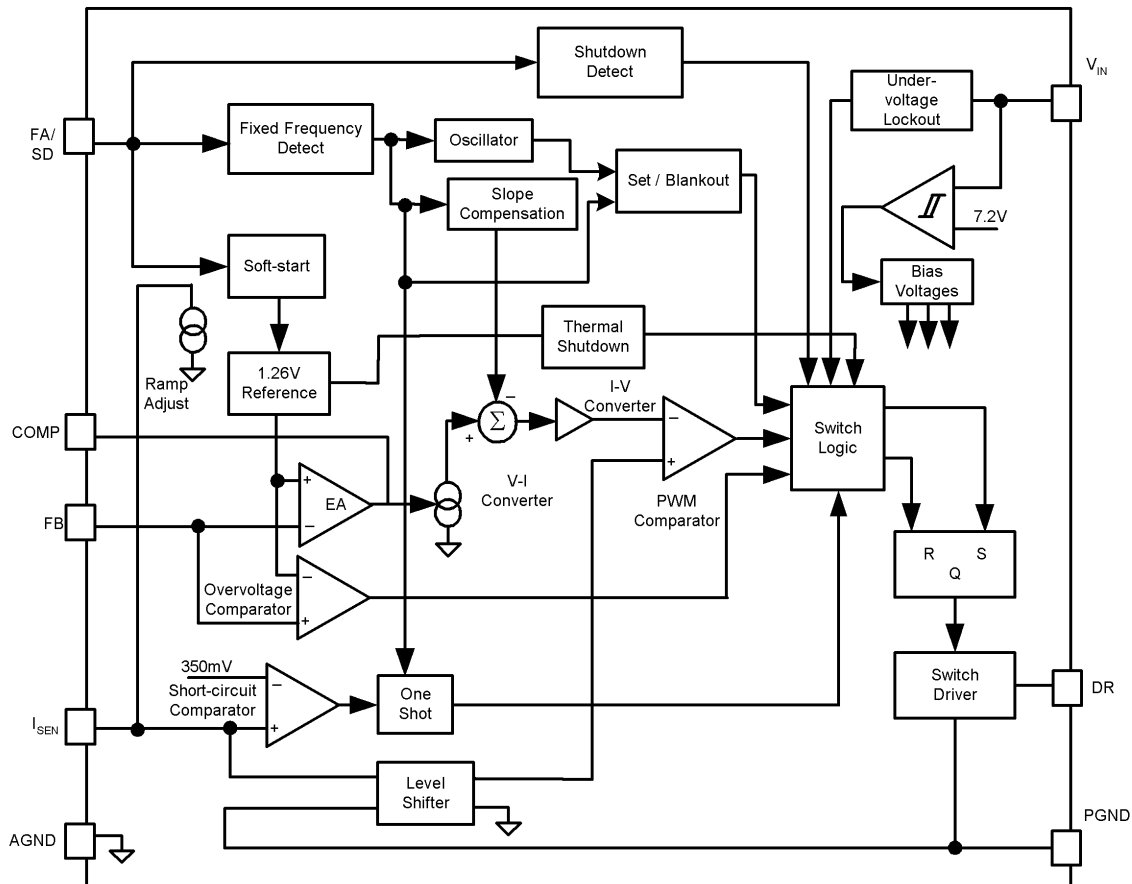 Shutdown
Detect
V_IN
Under-
voltage
Lockout
FA/
SD
Fixed Frequency
Detect
Oscillator
Set / Blankout
Slope
Compensation
7.2V
Soft-start
Bias
Voltages
Thermal
Shutdown
1.26V
Reference
Ramp
Adjust
I-V
Converter
−
Σ
+
−
+
COMP
Switch
Logic
V-I
Converter
PWM
Comparator
+
EA
−
FB
R S
Q
−
Overvoltage
Comparator
+
350mV
−
Short-circuit
Comparator
+
One
Shot
Switch
Driver
DR
I_SEN
Level
Shifter
PGND
AGND